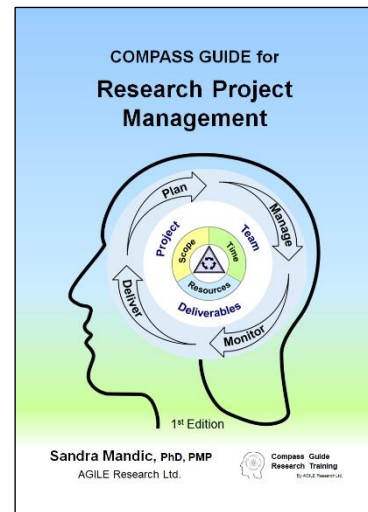 COMPASS GUIDE for
Research Project
Management
Plan
Manage
Project
Team
Scope
Time
Resources
Deliverables
Deliver
Monitor
1st Edition
Sandra Mandic, PhD, PMP
AGILE Research Ltd.
Compass Guide
Research Training
By AGILE Research Ltd.